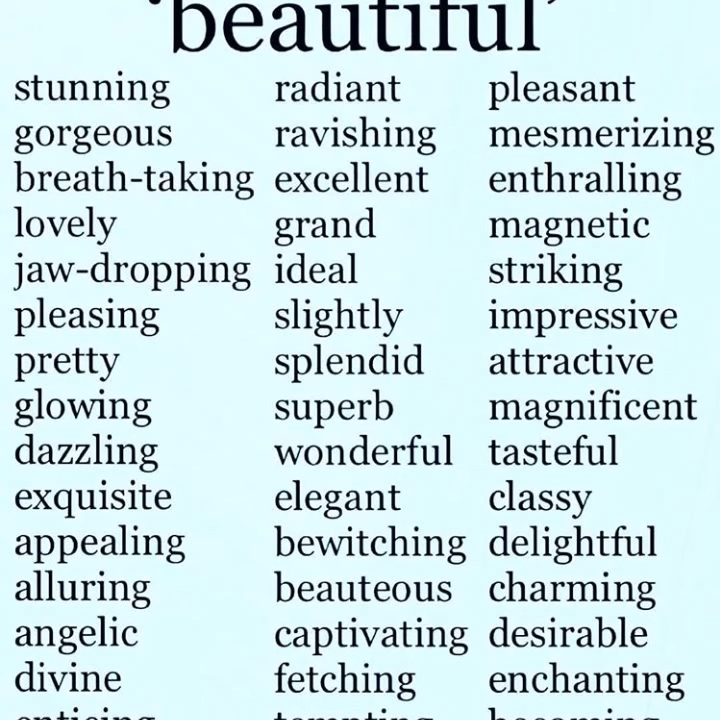 'beautiful'
stunning radiant pleasant
gorgeous ravishing mesmerizing
breath-taking excellent enthralling
lovely grand magnetic
jaw-dropping ideal striking
pleasing slightly impressive
pretty splendid attractive
glowing superb magnificent
dazzling wonderful tasteful
exquisite elegant classy
appealing bewitching delightful
alluring beauteous charming
angelic captivating desirable
divine fetching enchanting